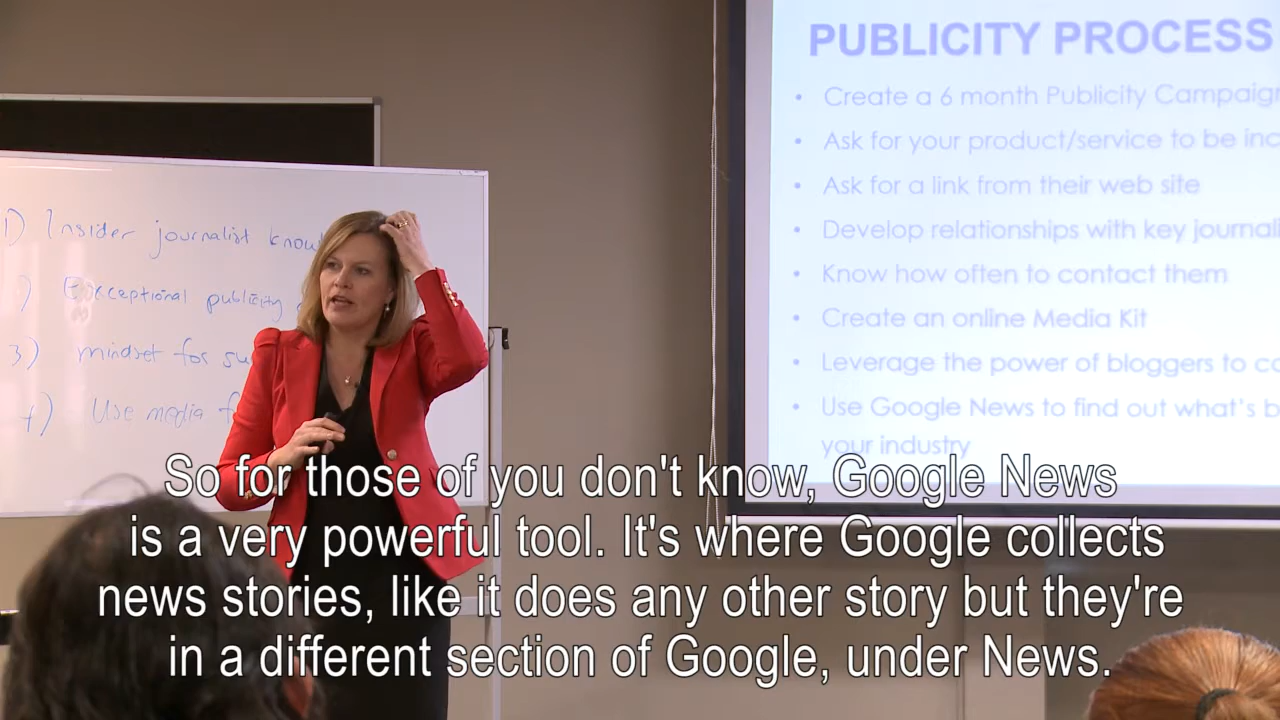 PUBLICITY PROCESS
• Create a 6 month Publicity Campaign
• Ask for your product/service to be inc
• Ask for a link from their web site
• Develop relationships with key journali
• Know how often to contact them
• Create an online Media Kit
• Leverage the power of bloggers to co
• Use Google News to find out what's b
your industry
1) Insider journalist know
) Exceptional publicity
3) mindset for su
4) Use media f
So for those of you don't know, Google News
is a very powerful tool. It's where Google collects
news stories, like it does any other story but they're
in a different section of Google, under News.